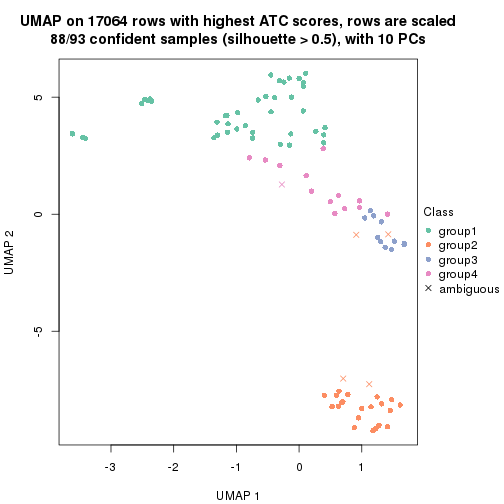 UMAP on 17064 rows with highest ATC scores, rows are scaled
88/93 confident samples (silhouette > 0.5), with 10 PCs
5
0
-5
UMAP 2
-3
-2
-1
0
1
UMAP 1
Class
group1
group2
group3
group4
ambiguous